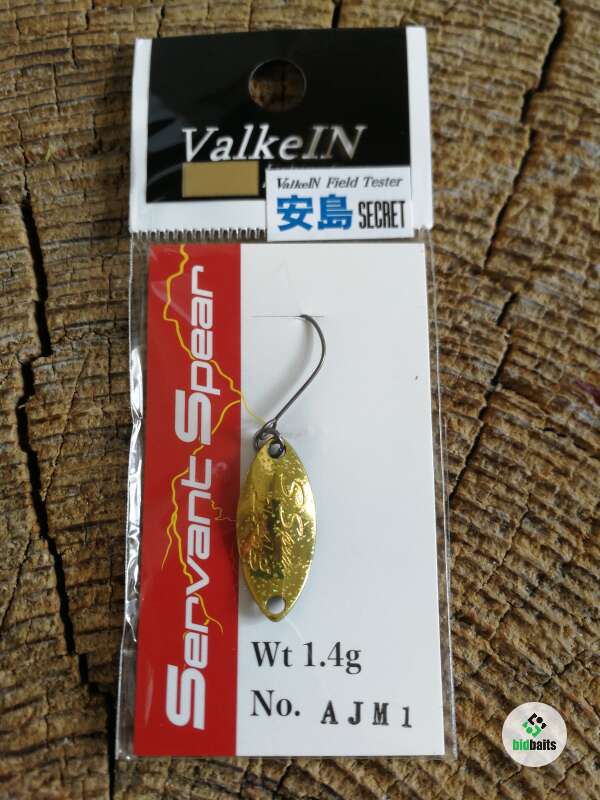 ValkeIN
ValkeIN Field Tester
安島 SECRET
Servant Spear
Wt 1.4g
No. AJM1
bidbaits